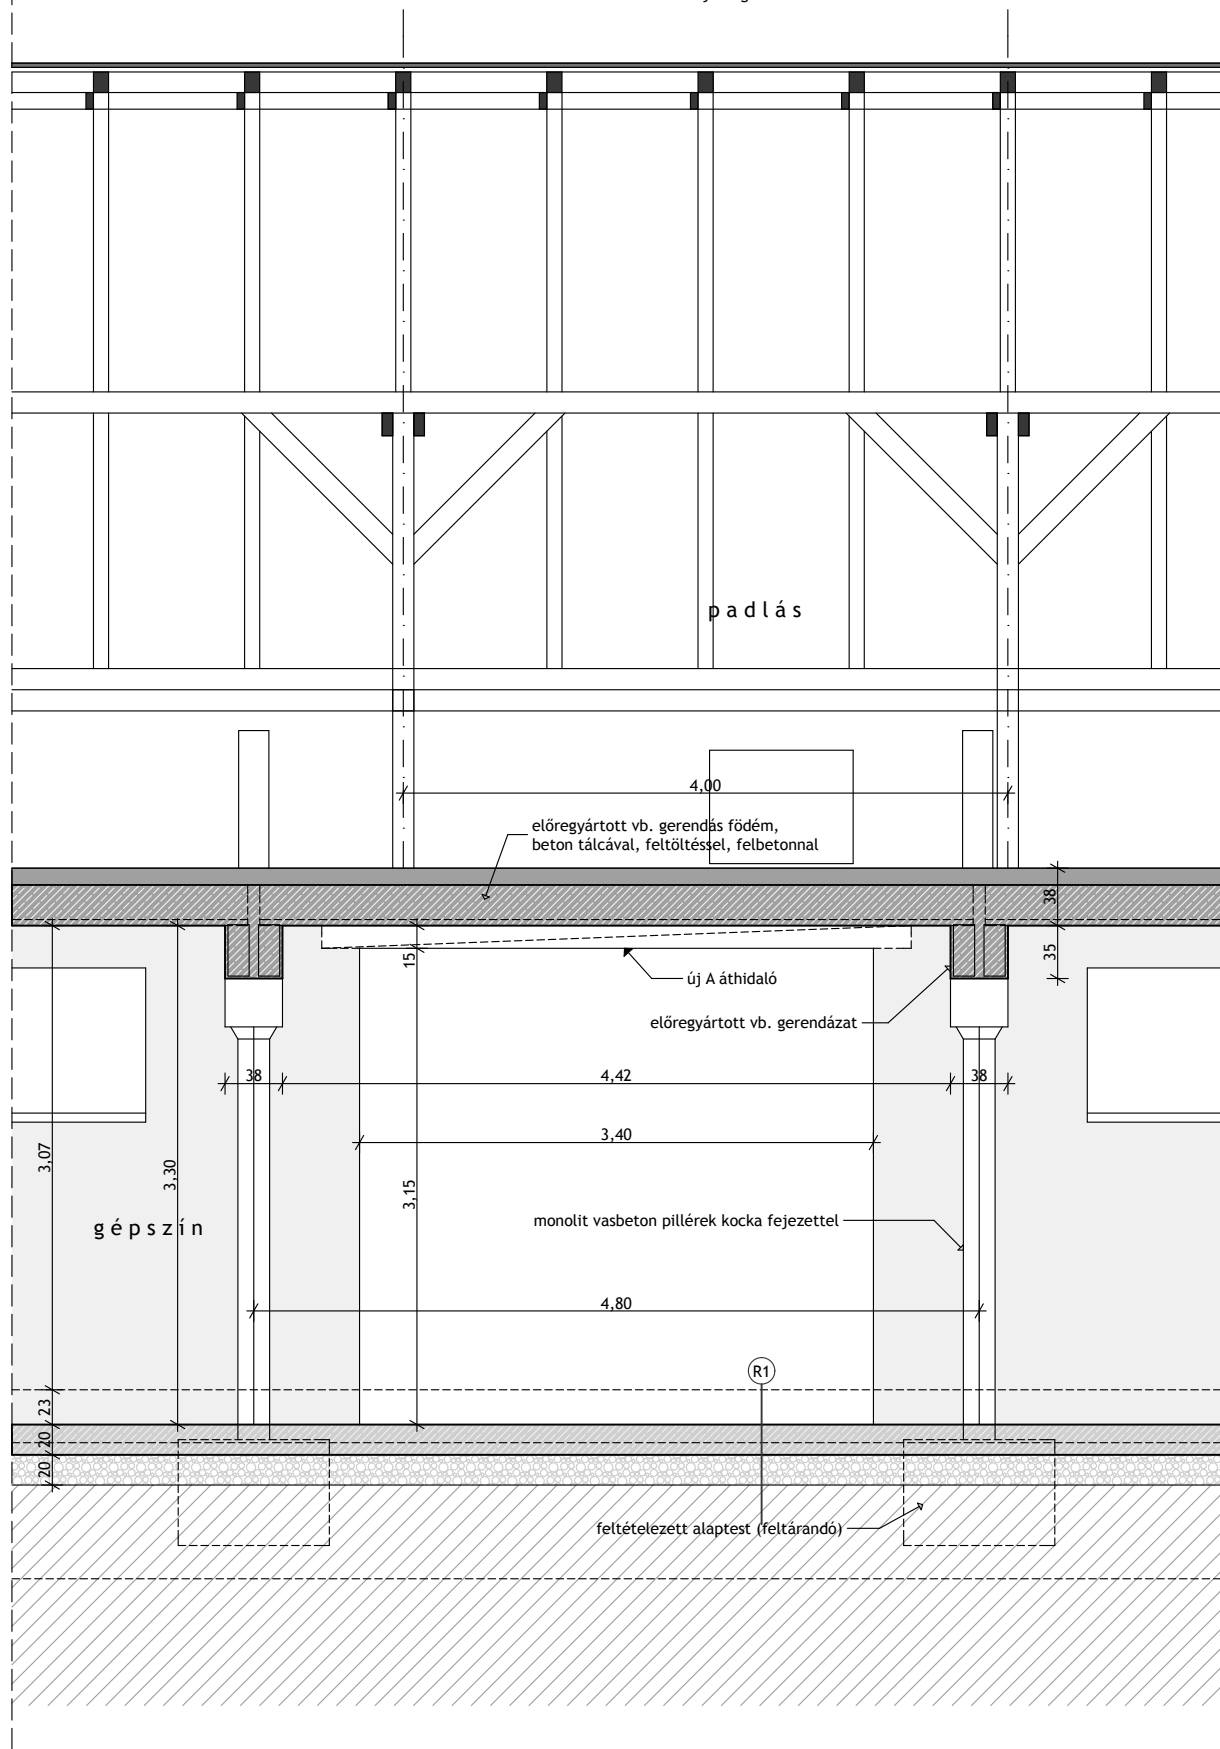 padlás
4,00
előregyártott vb. gerendás födém,
beton tálcával, feltöltéssel, felbetonnal
38
15
35
új A áthidaló
előregyártott vb. gerendázat
38
4,42
38
3,40
3,07
3,30
3,15
monolit vasbeton pillérek kocka fejezettel
gépszín
4,80
R1
23
20
20
feltételezett alaptest (feltárandó)